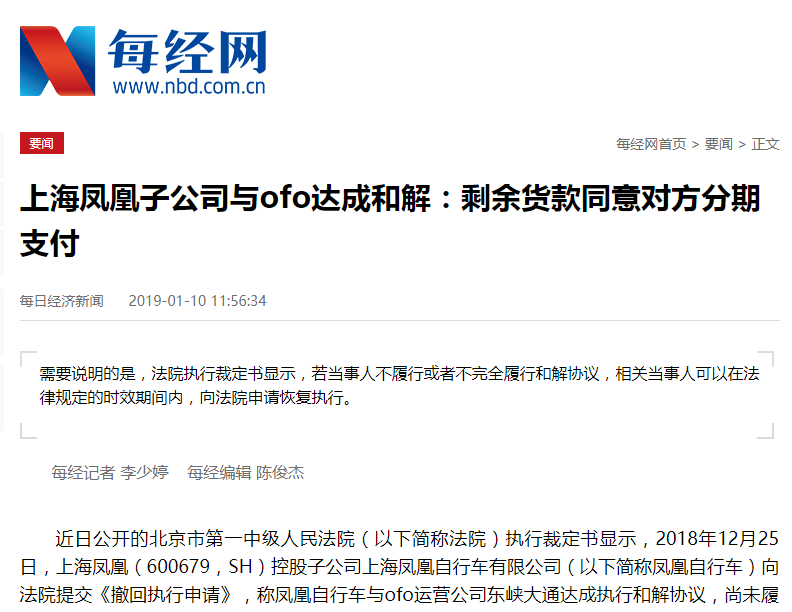 每经网
www.nbd.com.cn
要闻
每经网首页 > 要闻 > 正文
上海凤凰子公司与ofo达成和解：剩余货款同意对方分期
支付
每日经济新闻 2019-01-10 11:56:34
需要说明的是，法院执行裁定书显示，若当事人不履行或者不完全履行和解协议，相关当事人可以在法
律规定的时效期间内，向法院申请恢复执行。
每经记者 李少婷 每经编辑 陈俊杰
近日公开的北京市第一中级人民法院（以下简称法院）执行裁定书显示，2018年12月25
日，上海凤凰（600679，SH）控股子公司上海凤凰自行车有限公司（以下简称凤凰自行车）向
法院提交《撤回执行申请》，称凤凰自行车与ofo运营公司东峡大通达成执行和解协议，尚未履